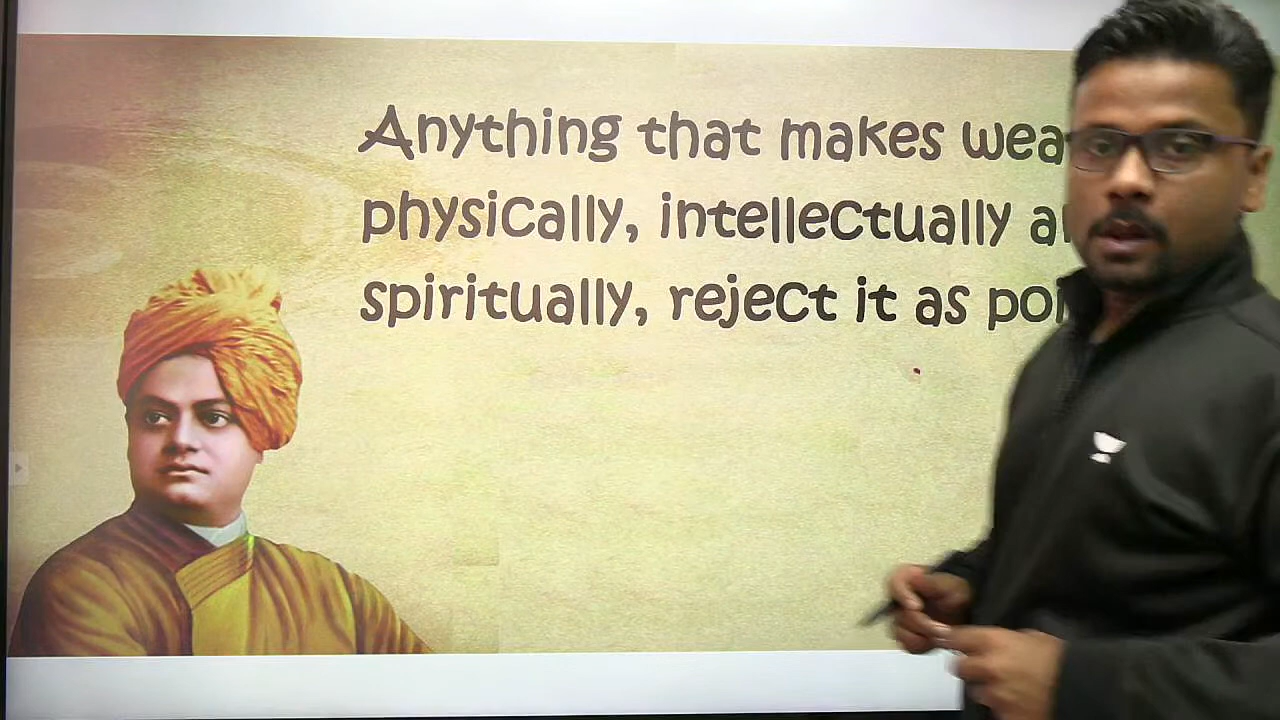 Anything that makes
physically, intellectually
spiritually, reject it as